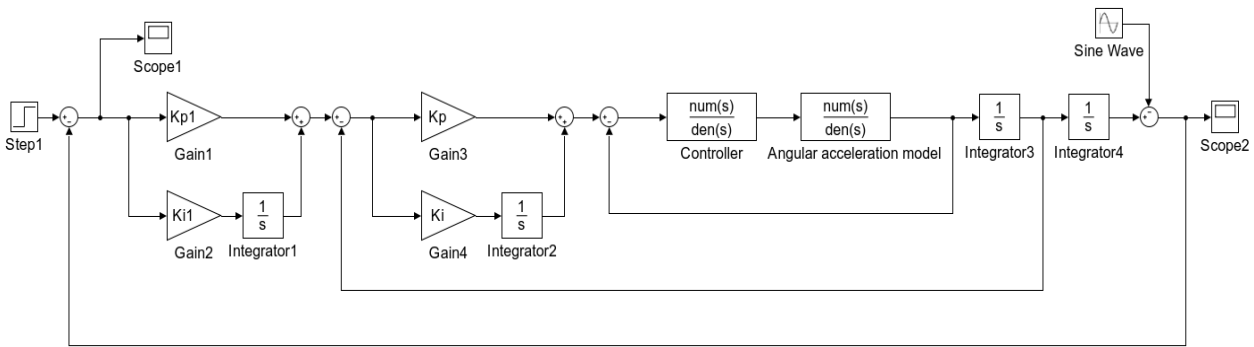 Scope1
Sine Wave
Step1
Kp1
Gain1
Kp
Gain3
num(s)
den(s)
Controller
num(s)
den(s)
Angular acceleration model
1
s
Integrator3
1
s
Integrator4
Scope2
Ki1
Gain2
1
s
Integrator1
Ki
Gain4
1
s
Integrator2